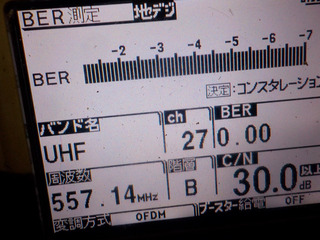 BER測定 地デジ
-2 -3 -4 -5 -6 -7
BER
決定:コンスタレーション
バンド名 ch BER
UHF 27 0.00
周波数 階層 C/N
557.14MHz B 30.0以上dB
変調方式 OFDM ブースター給電 OFF